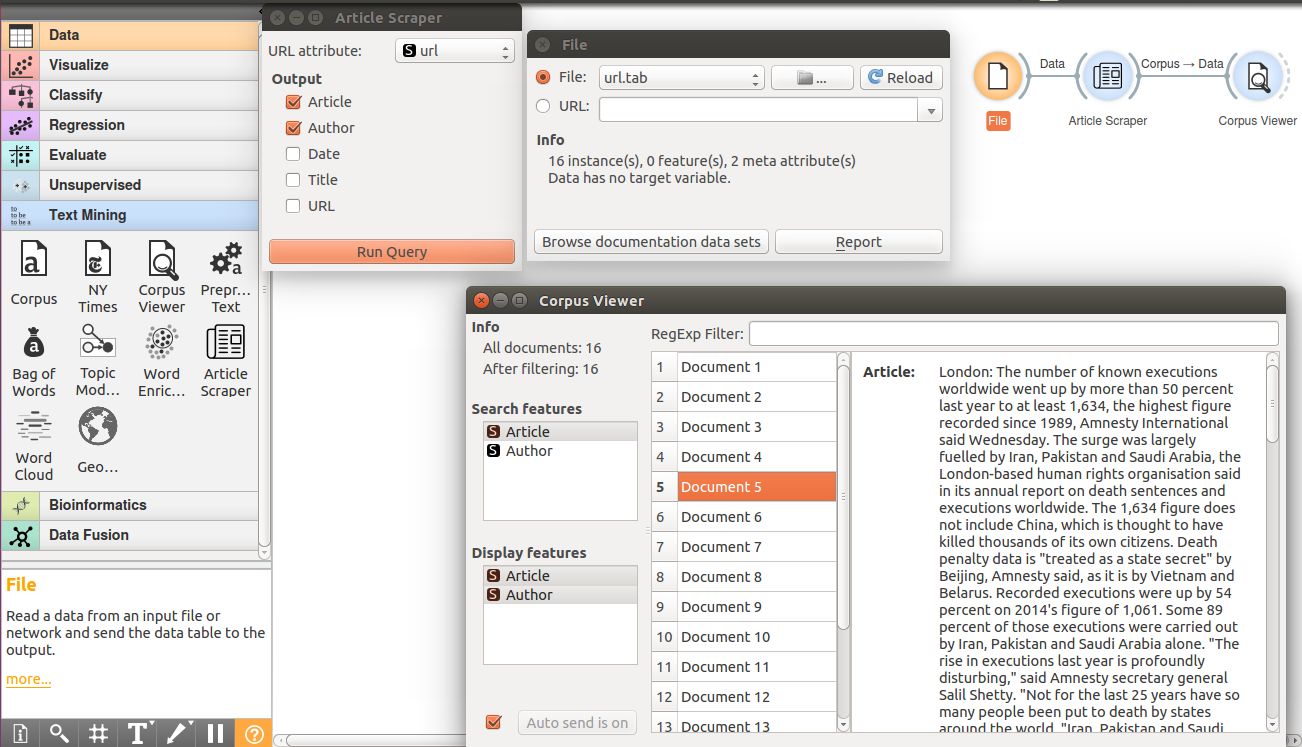 Data
Visualize
Classify
Regression
Evaluate
Unsupervised
to
to be
to be a
Text Mining
a
Corpus
NY
Times
Corpus
Viewer
a
Prepr...
Text
a
Bag of
Words
Topic
Mod...
Word
Enric...
Article
Scraper
Word
Cloud
Geo...
Bioinformatics
Data Fusion
File
Read a data from an input file or
network and send the data table to the
output.
more...
Article Scraper
URL attribute:
S url
Output
Article
Author
Date
Title
URL
Run Query
File
File:
url.tab
...
Reload
URL:
Info
16 instance(s), 0 feature(s), 2 meta attribute(s)
Data has no target variable.
Browse documentation data sets
Report
Data
Corpus → Data
File
Article Scraper
Corpus Viewer
Corpus Viewer
Info
All documents: 16
After filtering: 16
Search features
S Article
S Author
Display features
S Article
S Author
Auto send is on
RegExp Filter:
1 Document 1
2 Document 2
3 Document 3
4 Document 4
5 Document 5
6 Document 6
7 Document 7
8 Document 8
9 Document 9
10 Document 10
11 Document 11
12 Document 12
13 Document 13
Article:
London: The number of known executions
worldwide went up by more than 50 percent
last year to at least 1,634, the highest figure
recorded since 1989, Amnesty International
said Wednesday. The surge was largely
fuelled by Iran, Pakistan and Saudi Arabia, the
London-based human rights organisation said
in its annual report on death sentences and
executions worldwide. The 1,634 figure does
not include China, which is thought to have
killed thousands of its own citizens. Death
penalty data is "treated as a state secret" by
Beijing, Amnesty said, as it is by Vietnam and
Belarus. Recorded executions were up by 54
percent on 2014's figure of 1,061. Some 89
percent of those executions were carried out
by Iran, Pakistan and Saudi Arabia alone. "The
rise in executions last year is profoundly
disturbing," said Amnesty secretary general
Salil Shetty. "Not for the last 25 years have so
many people been put to death by states
around the world. "Iran, Pakistan and Saudi
T
?